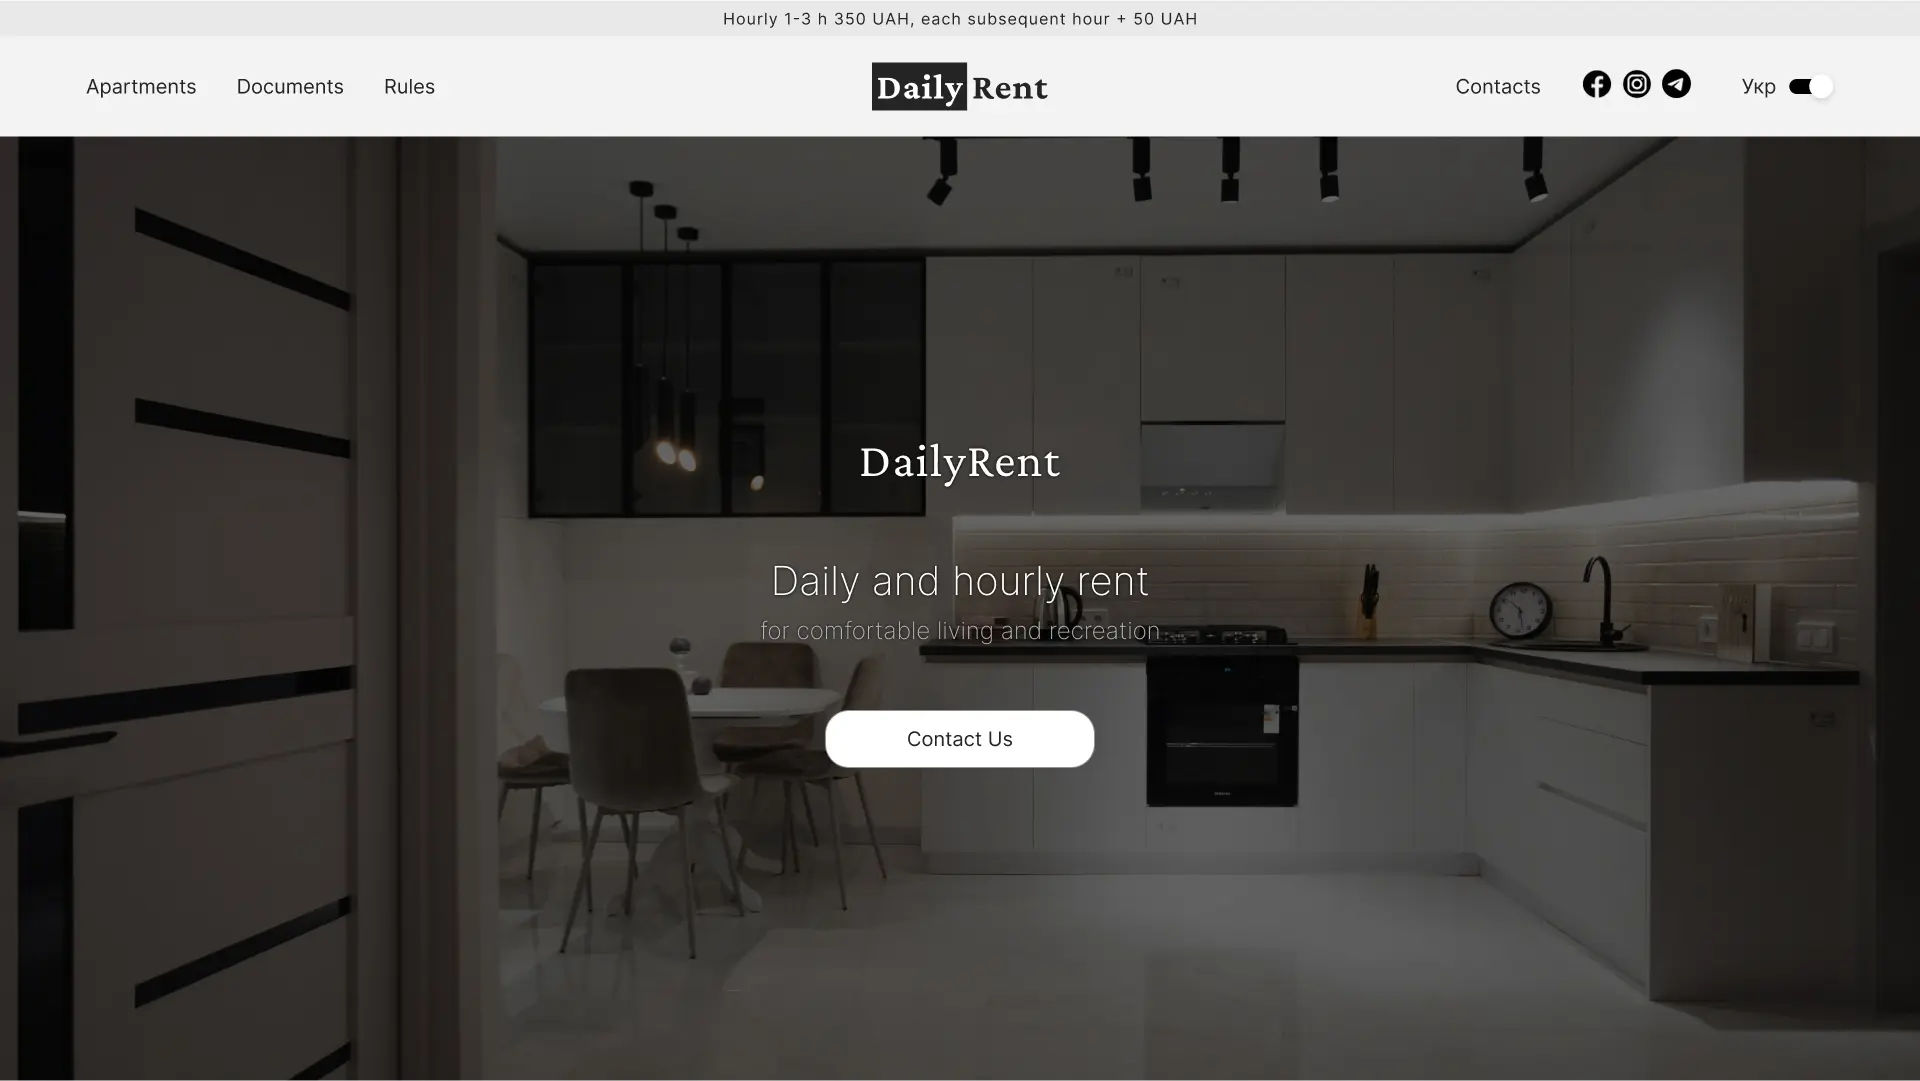 Hourly 1-3 h 350 UAH, each subsequent hour + 50 UAH
Apartments Documents Rules Daily Rent Contacts Укр
DailyRent
Daily and hourly rent
for comfortable living and recreation
Contact Us